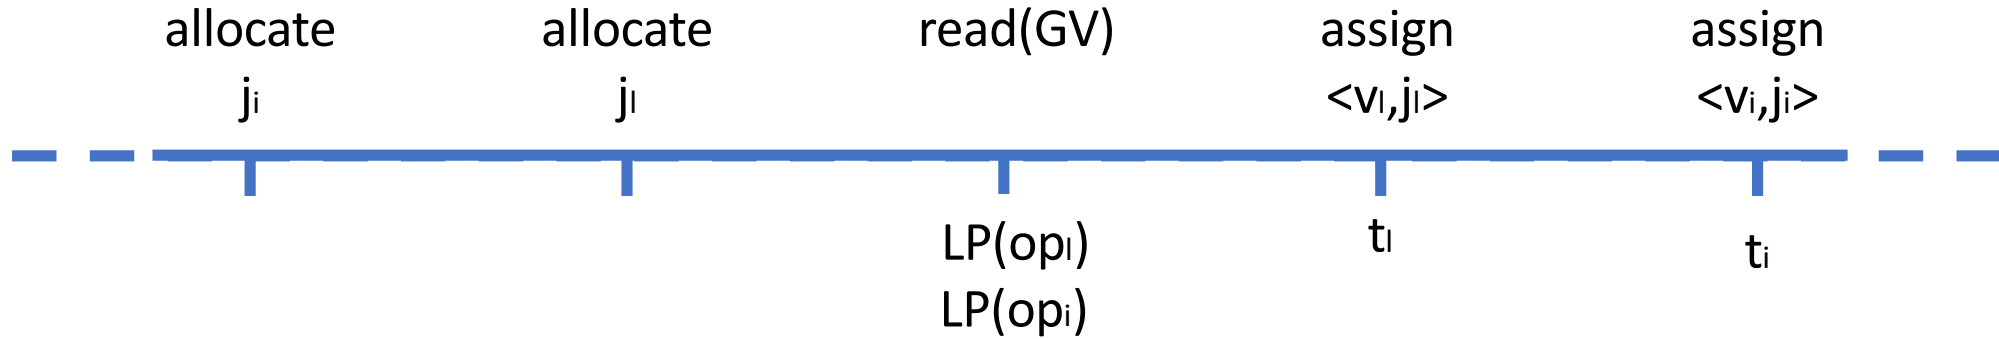 allocate allocate read(GV) assign assign
jᵢ jₗ <vₗ,jₗ> <vᵢ,jᵢ>
LP(opₗ) tₗ tᵢ
LP(opᵢ)